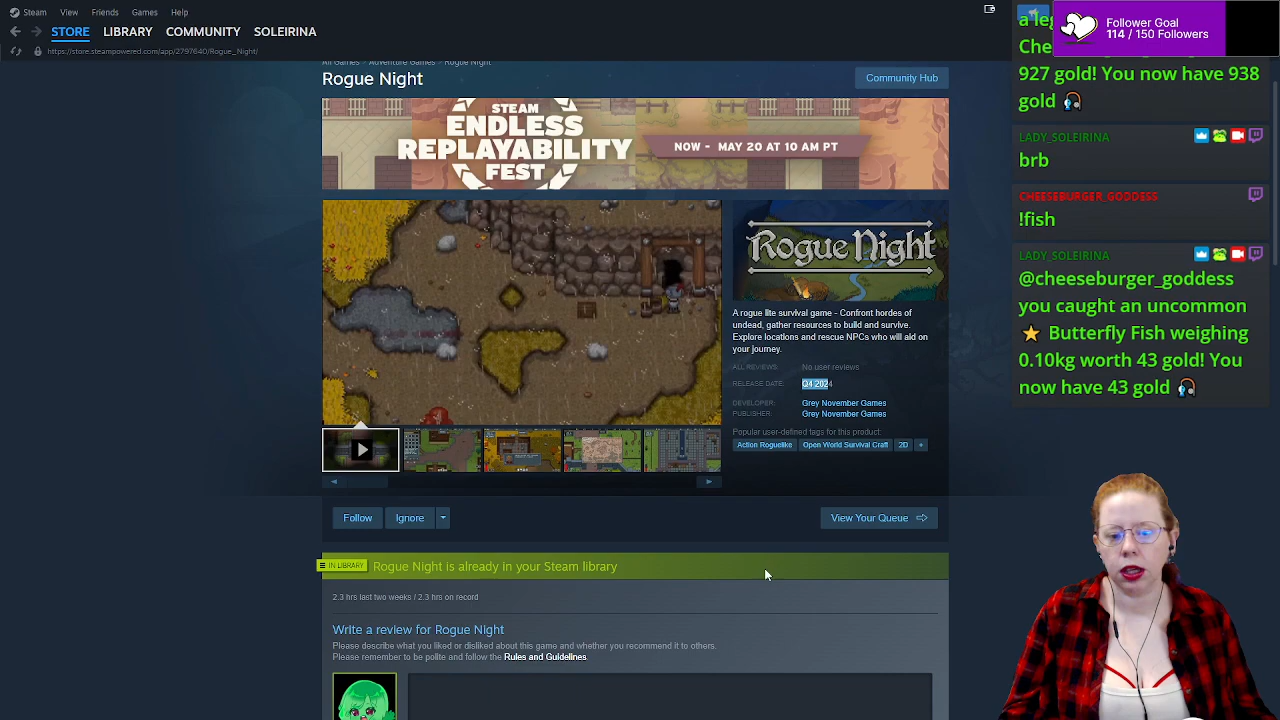 Steam View Friends Games Help
STORE LIBRARY COMMUNITY SOLEIRINA
https://store.steampowered.com/app/2797640/Rogue_Night/
All Games > Adventure Games > Rogue Night
Rogue Night
Community Hub
STEAM
ENDLESS
REPLAYABILITY
FEST
NOW - MAY 20 AT 10 AM PT
Rogue Night
A rogue lite survival game - Confront hordes of
undead, gather resources to build and survive.
Explore locations and rescue NPCs who will aid on
your journey.
ALL REVIEWS: No user reviews
RELEASE DATE: Q4 2024
DEVELOPER: Grey November Games
PUBLISHER: Grey November Games
Popular user-defined tags for this product:
Action Roguelike Open World Survival Craft 2D +
Follow Ignore View Your Queue
IN LIBRARY Rogue Night is already in your Steam library
2.3 hrs last two weeks / 2.3 hrs on record
Write a review for Rogue Night
Please describe what you liked or disliked about this game and whether you recommend it to others.
Please remember to be polite and follow the Rules and Guidelines.
Follower Goal
114 / 150 Followers
a leg
Chee
927 gold! You now have 938
gold
LADY_SOLEIRINA
brb
CHEESEBURGER_GODDESS
!fish
LADY_SOLEIRINA
@cheeseburger_goddess
you caught an uncommon
Butterfly Fish weighing
0.10kg worth 43 gold! You
now have 43 gold